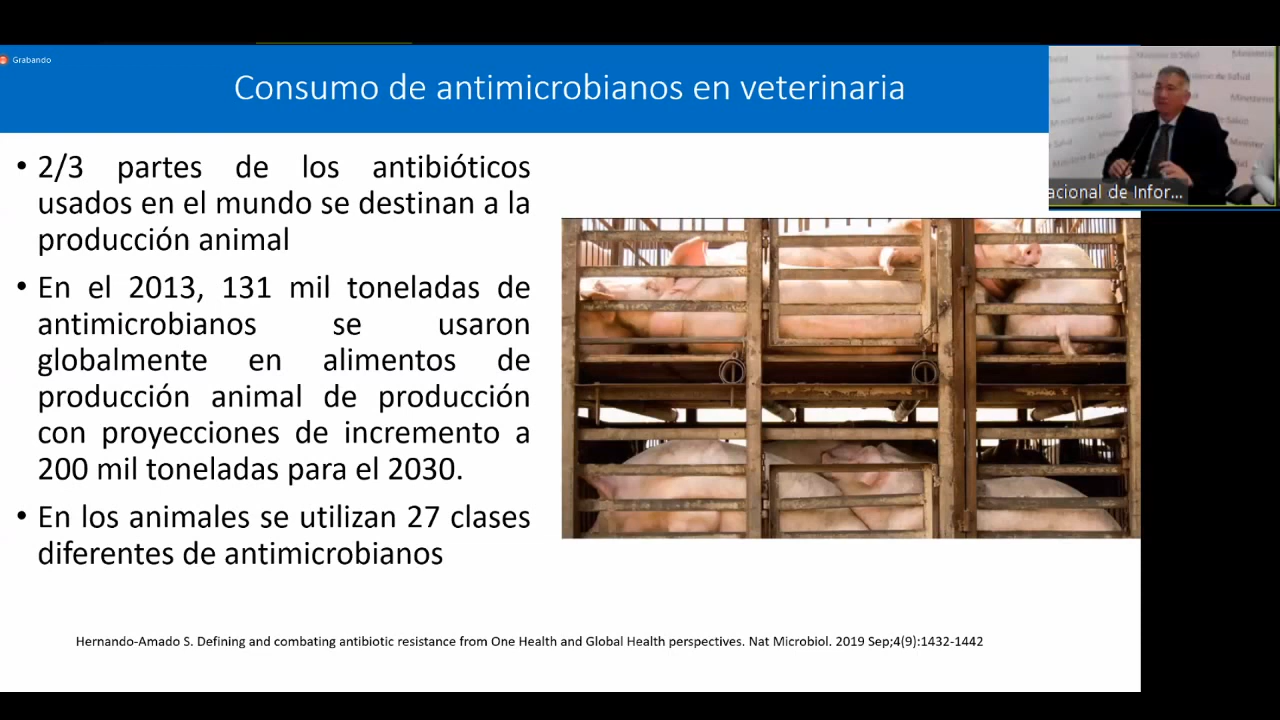 Grabando
Consumo de antimicrobianos en veterinaria
• 2/3 partes de los antibióticos
usados en el mundo se destinan a la
producción animal
• En el 2013, 131 mil toneladas de
antimicrobianos se usaron
globalmente en alimentos de
producción animal de producción
con proyecciones de incremento a
200 mil toneladas para el 2030.
• En los animales se utilizan 27 clases
diferentes de antimicrobianos
Hernando-Amado S. Defining and combating antibiotic resistance from One Health and Global Health perspectives. Nat Microbiol. 2019 Sep;4(9):1432-1442
Ministerio de Salud
acional de Infor...